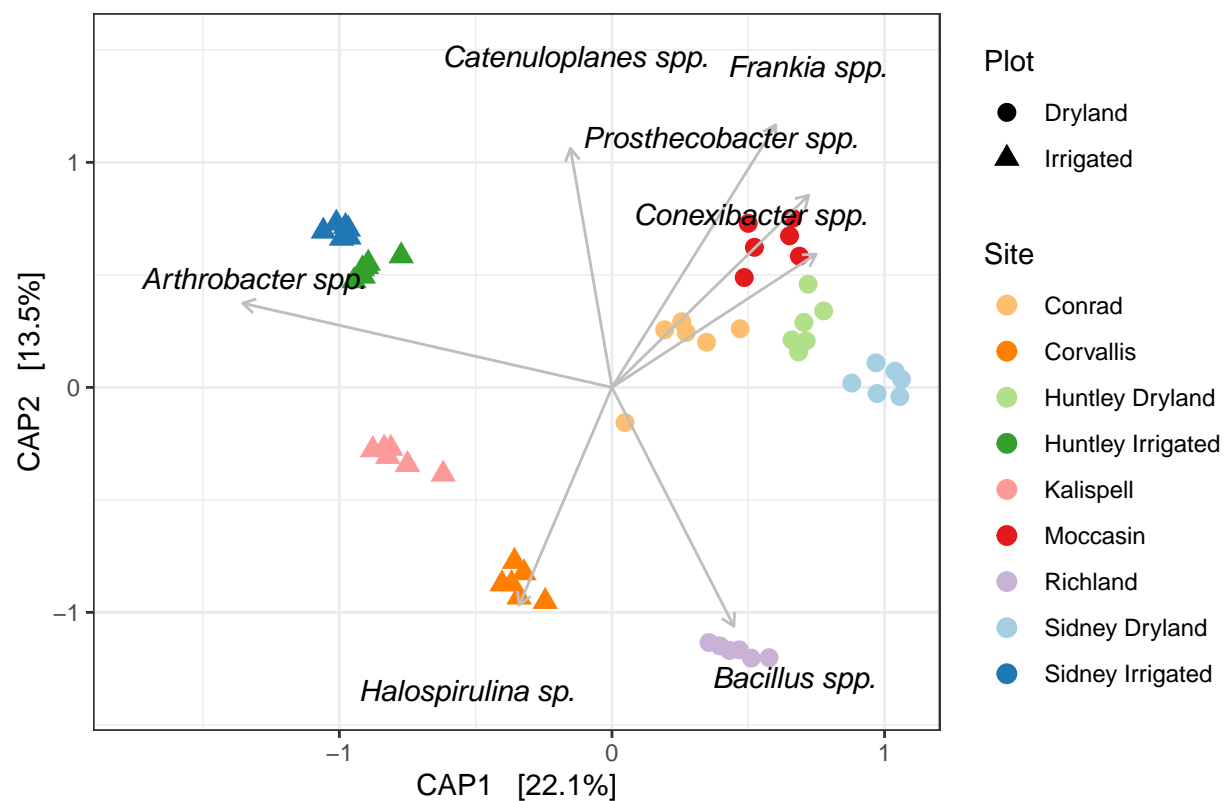 Catenuloplanes spp.
Frankia spp.
Prosthecobacter spp.
Conexibacter spp.
Arthrobacter spp.
Halospirulina sp.
Bacillus spp.
1
0
−1
CAP2 [13.5%]
−1
0
1
CAP1 [22.1%]
Plot
Dryland
Irrigated
Site
Conrad
Corvallis
Huntley Dryland
Huntley Irrigated
Kalispell
Moccasin
Richland
Sidney Dryland
Sidney Irrigated